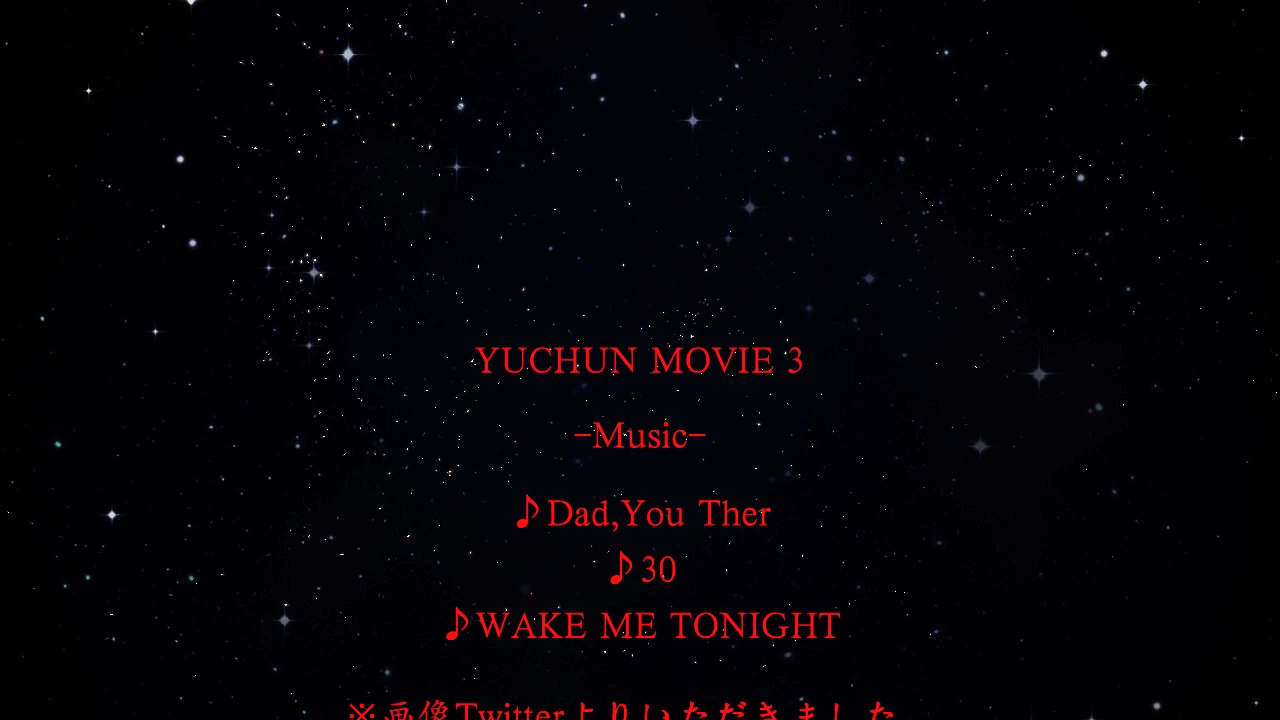 YUCHUN MOVIE 3
−Music−
♪Dad,You Ther
♪30
♪WAKE ME TONIGHT
※画像Twitterよりいただきました